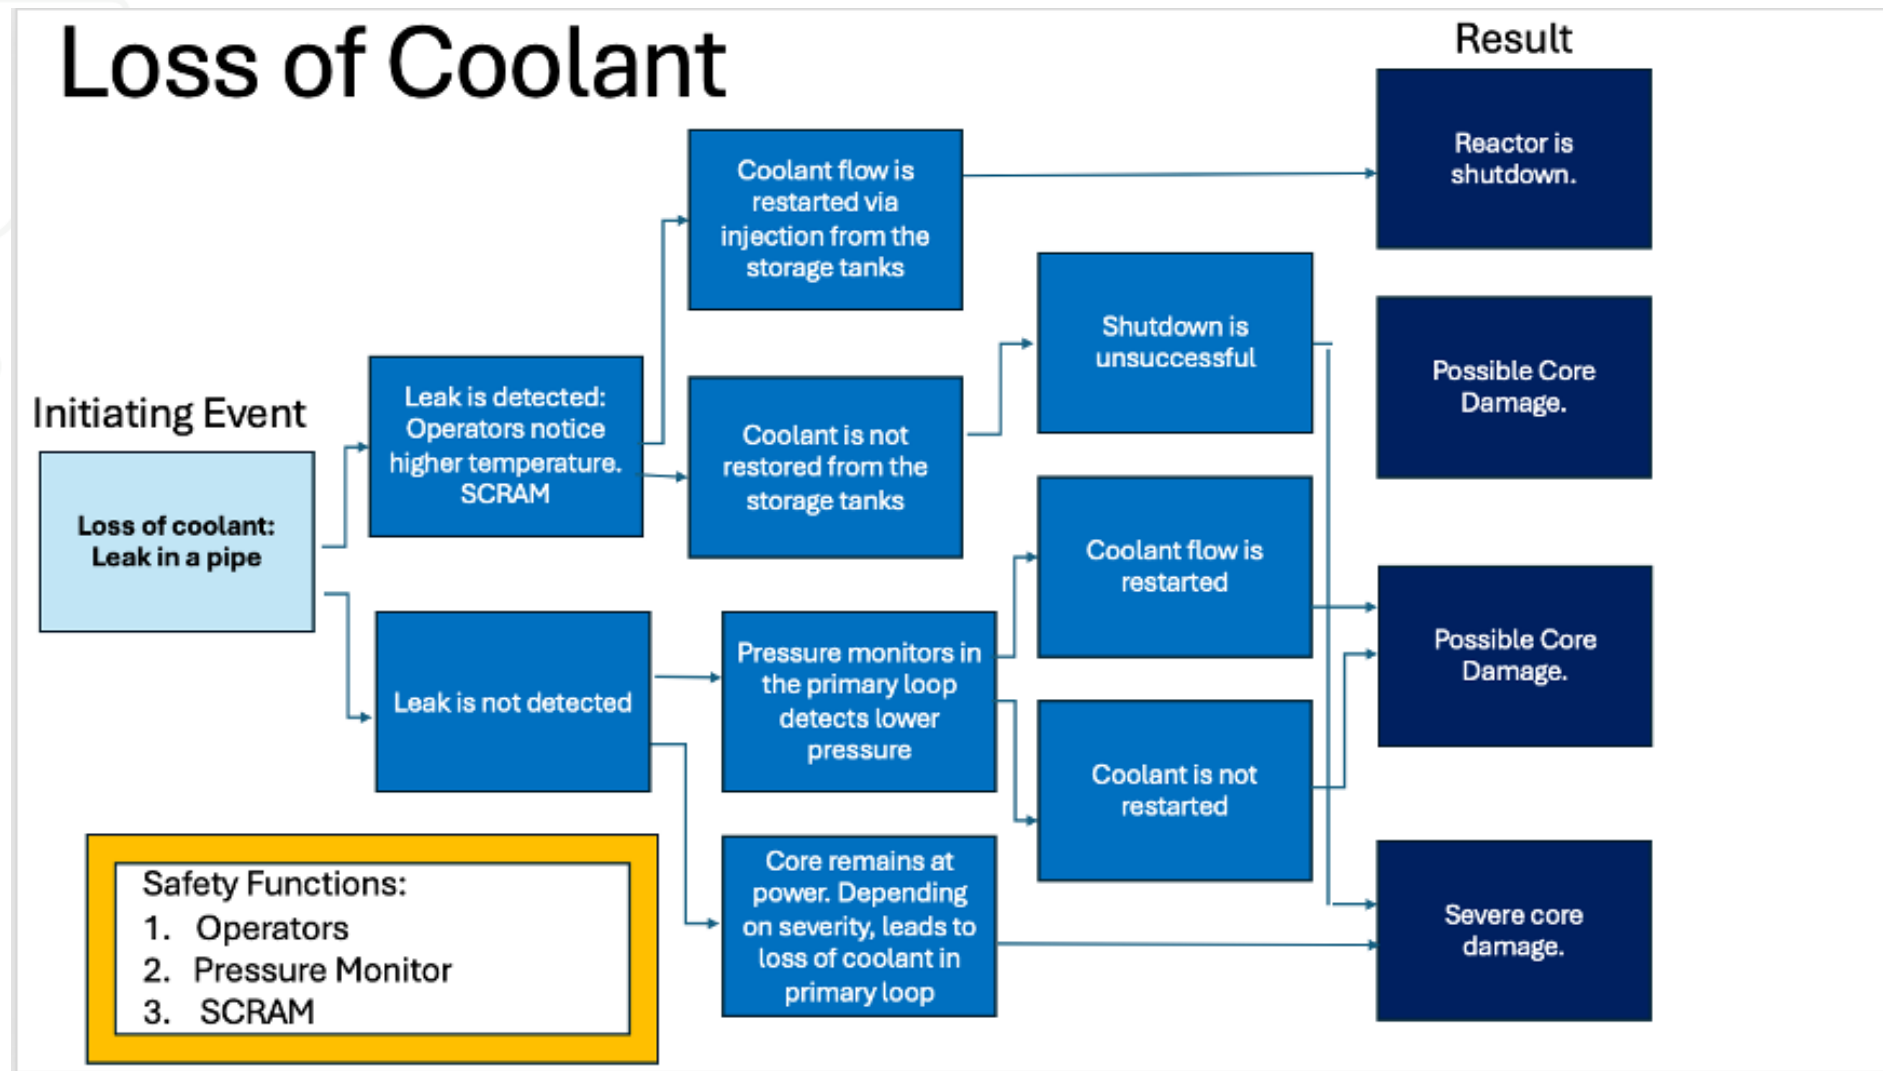 Loss of Coolant
Result
Reactor is
shutdown.
Coolant flow is
restarted via
injection from the
storage tanks
Shutdown is
unsuccessful
Possible Core
Damage.
Initiating Event
Leak is detected:
Operators notice
higher temperature.
SCRAM
Coolant is not
restored from the
storage tanks
Loss of coolant:
Leak in a pipe
Coolant flow is
restarted
Leak is not detected
Pressure monitors in
the primary loop
detects lower
pressure
Possible Core
Damage.
Coolant is not
restarted
Core remains at
power. Depending
on severity, leads to
loss of coolant in
primary loop
Severe core
damage.
Safety Functions:
1. Operators
2. Pressure Monitor
3. SCRAM